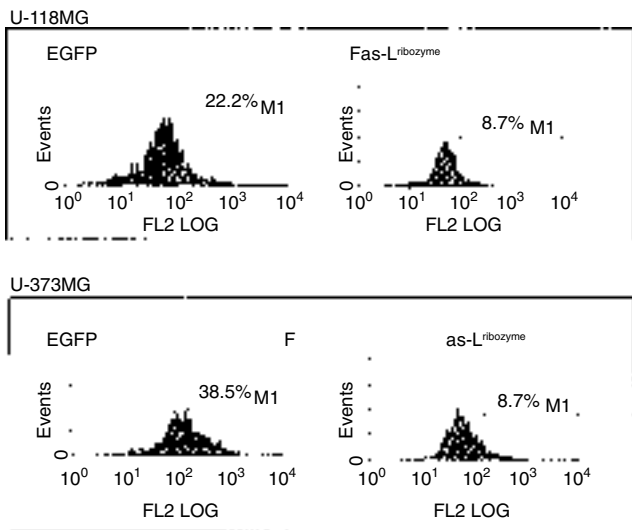 U-118MG
EGFP Fas-Lribozyme
22.2% M1 8.7% M1
Events Events
0 0
10^0 10^1 10^2 10^3 10^4 10^0 10^1 10^2 10^3 10^4
FL2 LOG FL2 LOG
U-373MG
EGFP F as-Lribozyme
38.5% M1 8.7% M1
Events Events
0 0
10^0 10^1 10^2 10^3 10^4 10^0 10^1 10^2 10^3 10^4
FL2 LOG FL2 LOG